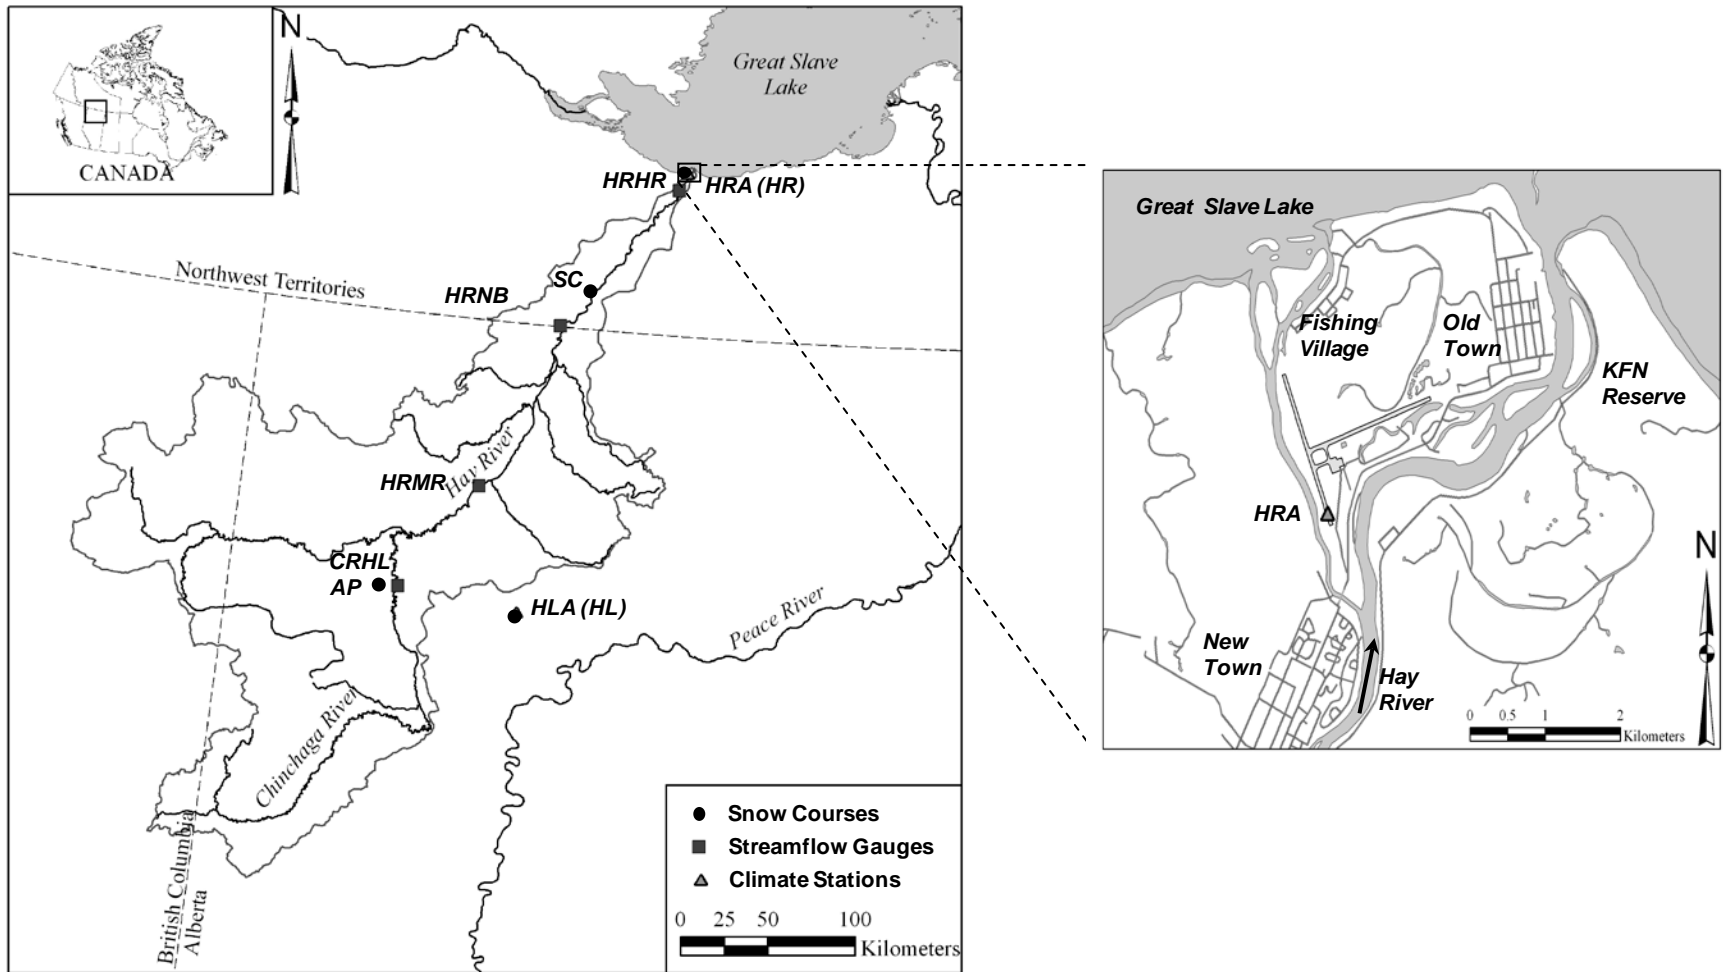 N
Great Slave
Lake
CANADA
HRHR
HRA (HR)
Northwest Territories
SC
HRNB
Hay River
HRMR
CRHL
AP
HLA (HL)
Peace River
Chinchaga River
British Columbia
Alberta
Snow Courses
Streamflow Gauges
Climate Stations
0 25 50 100
Kilometers
Great Slave Lake
Fishing
Village
Old
Town
KFN
Reserve
HRA
N
New
Town
Hay
River
0 0.5 1 2
Kilometers